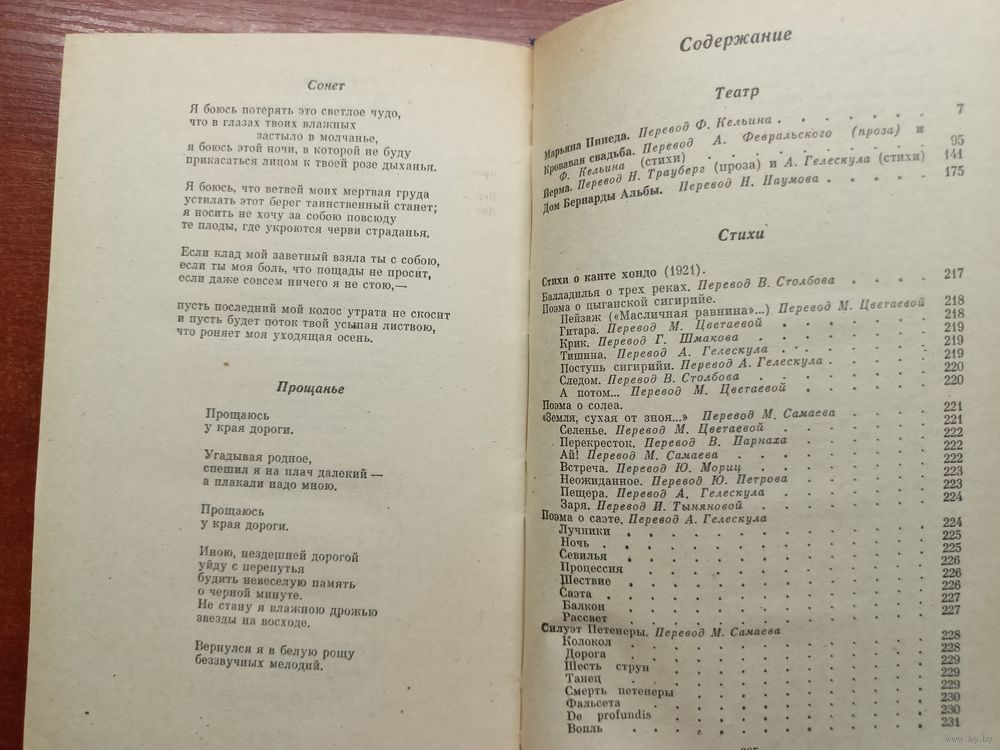 Сонет
Я боюсь потерять это светлое чудо,
что в глазах твоих влажных
застыло в молчанье,
я боюсь этой ночи, в которой не буду
прикасаться лицом к твоей розе дыханья.
Я боюсь, что ветвей моих мертвая груда
устилать этот берег таинственный станет;
я носить не хочу за собою повсюду
те плоды, где укроются черви страданья.
Если клад мой заветный взяла ты с собою,
если ты моя боль, что пощады не просит,
если даже совсем ничего я не стою,—
пусть последний мой колос утрата не скосит
и пусть будет поток твой усыпан листвою,
что роняет моя уходящая осень.
Прощанье
Прощаюсь
у края дороги.
Угадывая родное,
спешил я на плач далекий —
а плакали надо мною.
Прощаюсь
у края дороги.
Иною, нездешней дорогой
уйду с перепутья
будить невеселую память
о черной минуте.
Не стану я влажною дрожью
звезды на восходе.
Вернулся я в белую рощу
беззвучных мелодий.
Содержание
Театр
Марьяна Пинеда. Перевод Ф. Кельина . . . . . . . 7
Кровавая свадьба. Перевод А. Февральского (проза) и
Ф. Кельина (стихи) . . . . . . . . 95
Йерма. Перевод Н. Трауберг (проза) и А. Гелескула (стихи) 141
Дом Бернарды Альбы. Перевод Н. Наумова . . . . . 175
Стихи
Стихи о канте хондо (1921).
Балладилья о трех реках. Перевод В. Столбова . . . . 217
Поэма о цыганской сигирийе.
Пейзаж («Масличная равнина»...) Перевод М. Цветаевой 218
Гитара. Перевод М. Цветаевой . . . . . . 218
Крик. Перевод Г. Шмакова . . . . . . . 219
Тишина. Перевод А. Гелескула . . . . . . 219
Поступь сигирийи. Перевод А. Гелескула . . . . 219
Следом. Перевод В. Столбова . . . . . . 220
А потом... Перевод М. Цветаевой . . . . . 220
Поэма о солеа.
«Земля, сухая от зноя...» Перевод М. Самаева . . . . 221
Селенье. Перевод М. Цветаевой . . . . . . 221
Перекресток. Перевод В. Парнаха . . . . . 222
Ай! Перевод М. Самаева . . . . . . . 222
Встреча. Перевод Ю. Мориц . . . . . . 222
Неожиданное. Перевод Ю. Петрова . . . . . 223
Пещера. Перевод А. Гелескула . . . . . . 223
Заря. Перевод И. Тыняновой . . . . . . 224
Поэма о саэте. Перевод А. Гелескула
Лучники . . . . . . . . . . 224
Ночь . . . . . . . . . . . 225
Севилья . . . . . . . . . . 225
Процессия . . . . . . . . . . 226
Шествие . . . . . . . . . . 226
Саэта . . . . . . . . . . . 226
Балкон . . . . . . . . . . 227
Рассвет . . . . . . . . . . 227
Силуэт Петенеры. Перевод М. Самаева
Колокол . . . . . . . . . . 228
Дорога . . . . . . . . . . 228
Шесть струн . . . . . . . . . 229
Танец . . . . . . . . . . 229
Смерть петенеры . . . . . . . . 229
Фальсета . . . . . . . . . . 230
De profundis . . . . . . . . . 230
Вопль . . . . . . . . . . 231
www.ay.by